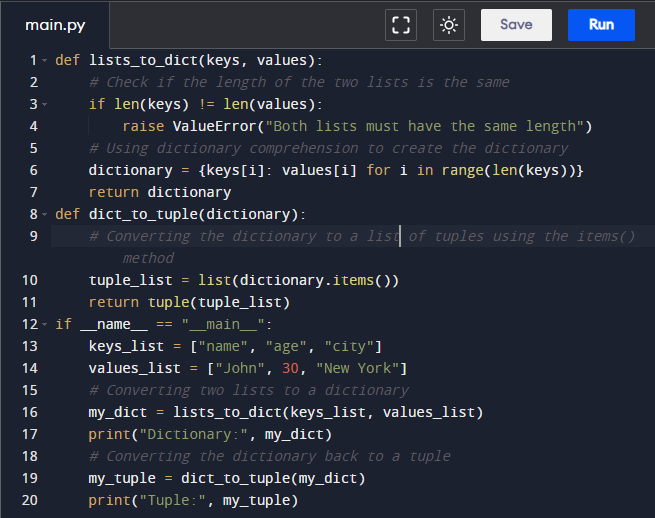 main.py
Save
Run
1 def lists_to_dict(keys, values):
2     # Check if the length of the two lists is the same
3     if len(keys) != len(values):
4         raise ValueError("Both lists must have the same length")
5     # Using dictionary comprehension to create the dictionary
6     dictionary = {keys[i]: values[i] for i in range(len(keys))}
7     return dictionary
8 def dict_to_tuple(dictionary):
9     # Converting the dictionary to a list of tuples using the items()
        method
10     tuple_list = list(dictionary.items())
11     return tuple(tuple_list)
12 if __name__ == "__main__":
13     keys_list = ["name", "age", "city"]
14     values_list = ["John", 30, "New York"]
15     # Converting two lists to a dictionary
16     my_dict = lists_to_dict(keys_list, values_list)
17     print("Dictionary:", my_dict)
18     # Converting the dictionary back to a tuple
19     my_tuple = dict_to_tuple(my_dict)
20     print("Tuple:", my_tuple)